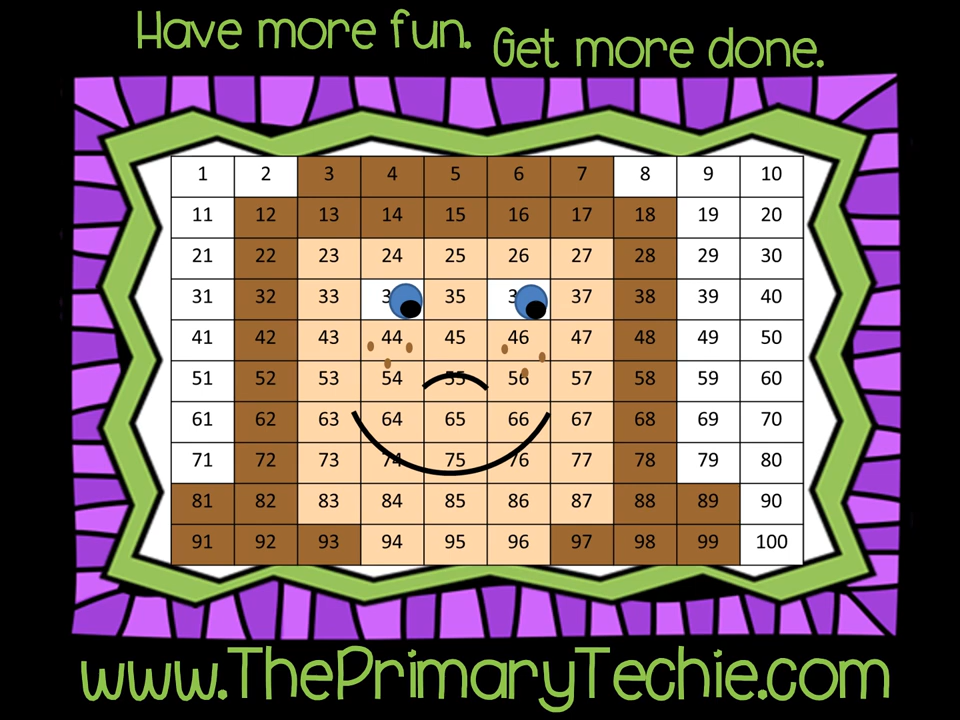 Have more fun. Get more done.
1 2 3 4 5 6 7 8 9 10
11 12 13 14 15 16 17 18 19 20
21 22 23 24 25 26 27 28 29 30
31 32 33 35 37 38 39 40
41 42 43 44 45 46 47 48 49 50
51 52 53 54 55 56 57 58 59 60
61 62 63 64 65 66 67 68 69 70
71 72 73 74 75 76 77 78 79 80
81 82 83 84 85 86 87 88 89 90
91 92 93 94 95 96 97 98 99 100
www.ThePrimaryTechie.com